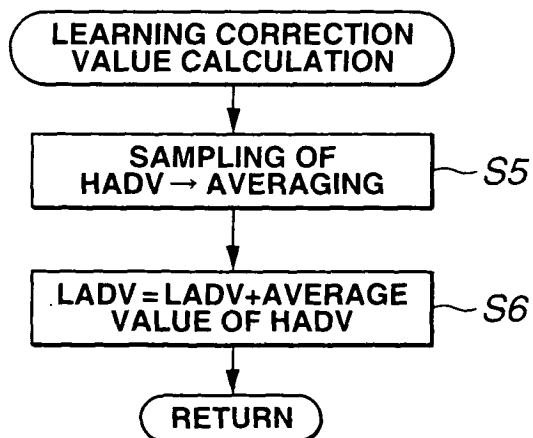 LEARNING CORRECTION
VALUE CALCULATION
SAMPLING OF
HADV → AVERAGING
S5
LADV=LADV+AVERAGE
VALUE OF HADV
S6
RETURN